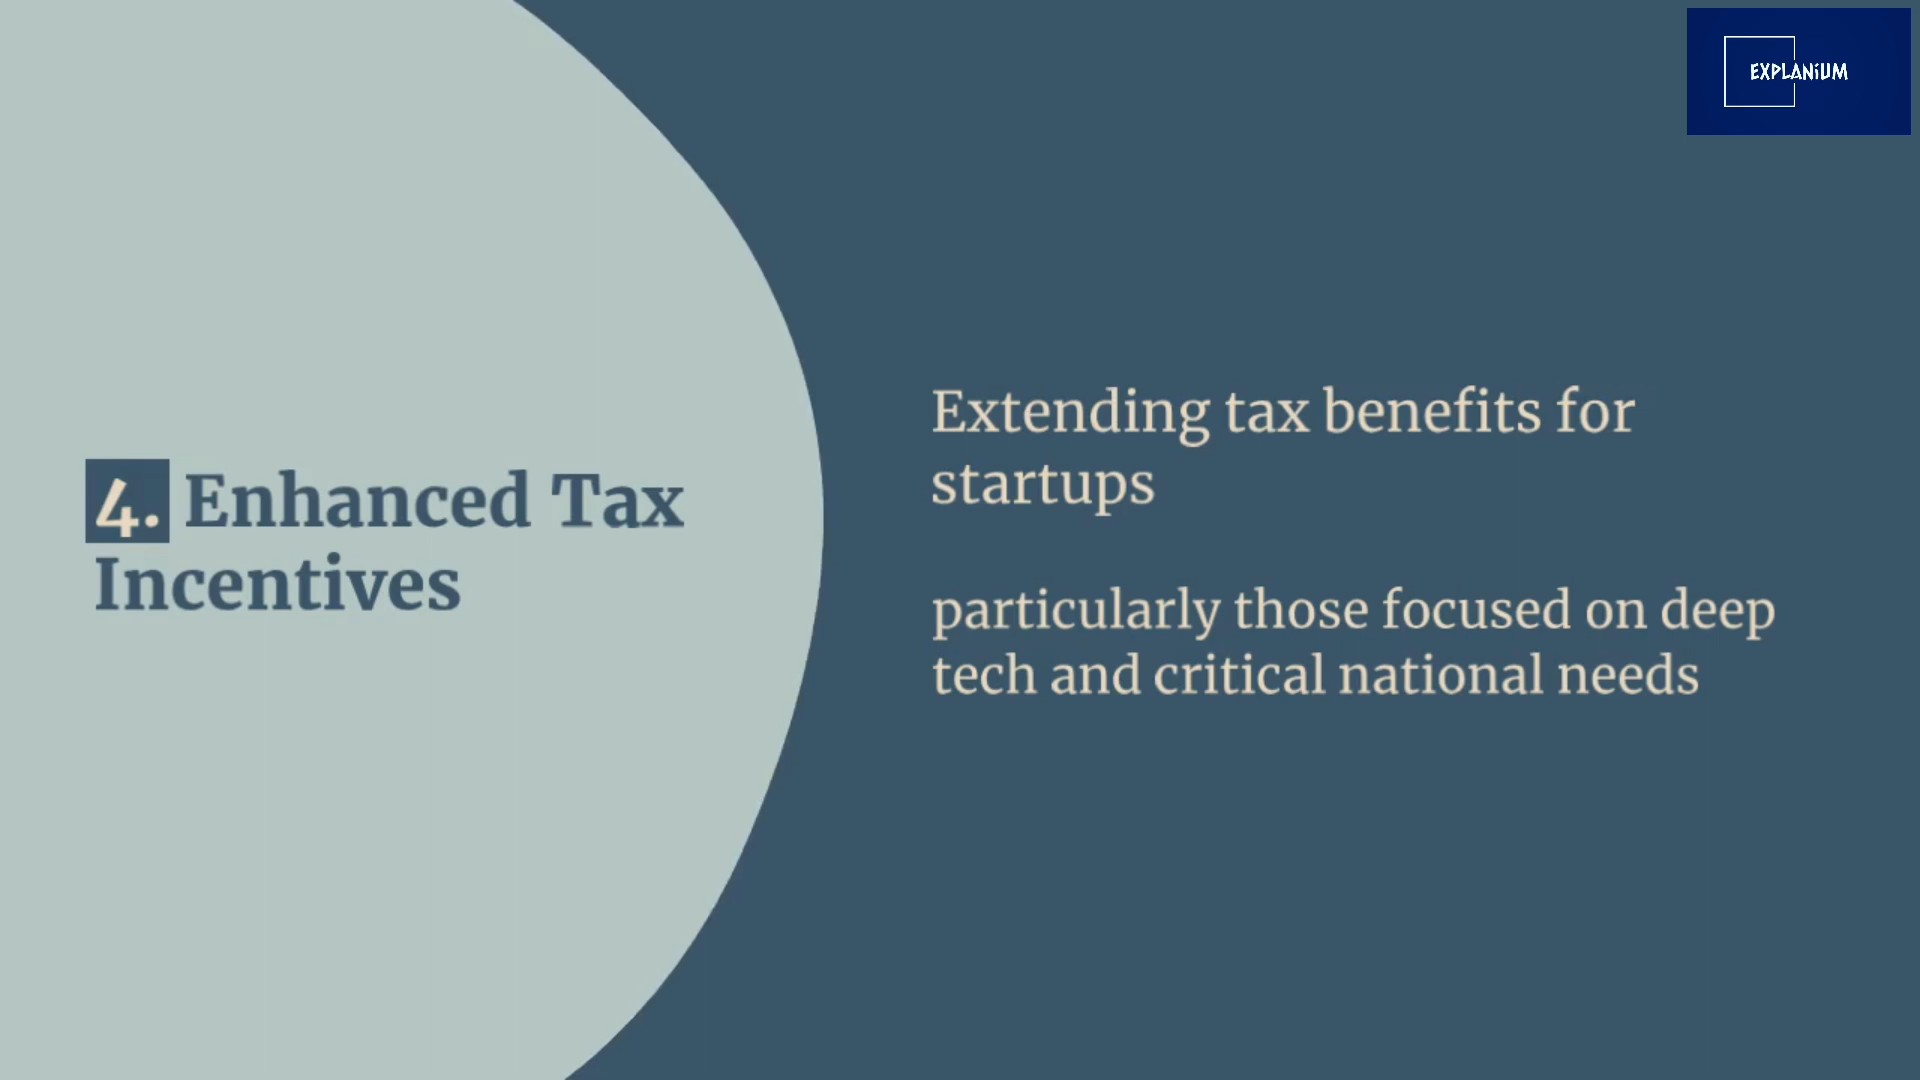 EXPLANiUM
4. Enhanced Tax
Incentives
Extending tax benefits for
startups
particularly those focused on deep
tech and critical national needs